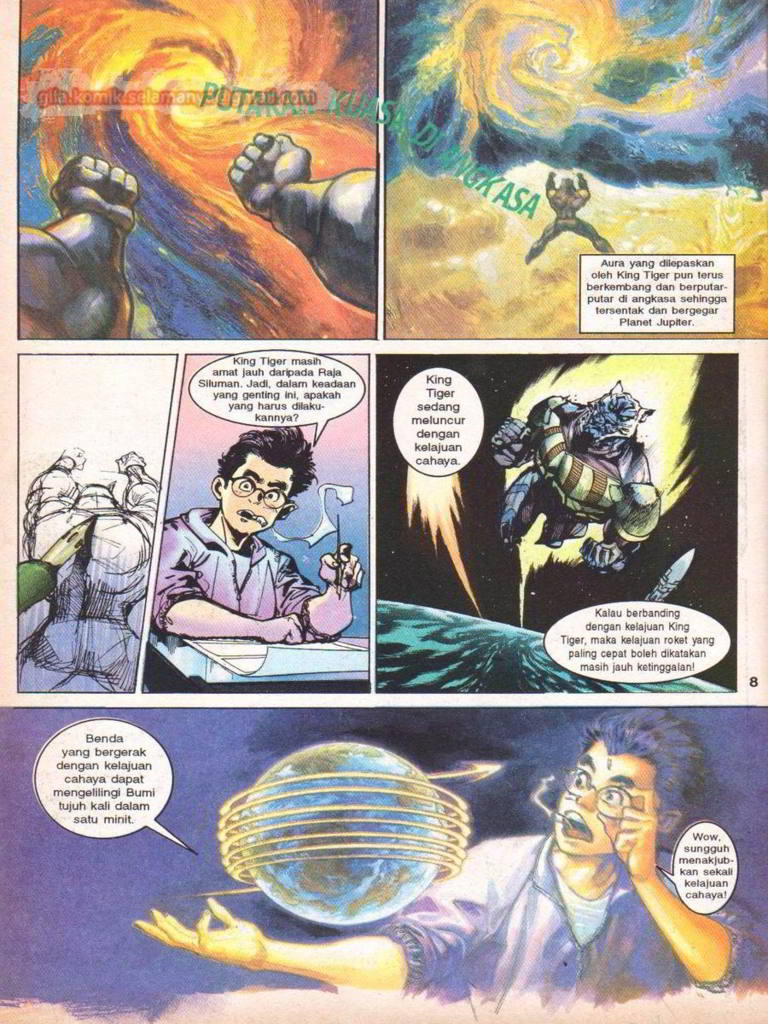 gila.komik.selaman
PUTARAN KUASA DI ANGKASA
Aura yang dilepaskan
oleh King Tiger pun terus
berkembang dan berputar-
putar di angkasa sehingga
tersentak dan bergegar
Planet Jupiter.
King Tiger masih
amat jauh daripada Raja
Siluman. Jadi, dalam keadaan
yang genting ini, apakah
yang harus dilaku-
kannya?
King
Tiger
sedang
meluncur
dengan
kelajuan
cahaya.
Kalau berbanding
dengan kelajuan King
Tiger, maka kelajuan roket yang
paling cepat boleh dikatakan
masih jauh ketinggalan!
8
Benda
yang bergerak
dengan kelajuan
cahaya dapat
mengelilingi Bumi
tujuh kali dalam
satu minit.
Wow,
sungguh
menakjub-
kan sekali
kelajuan
cahaya!